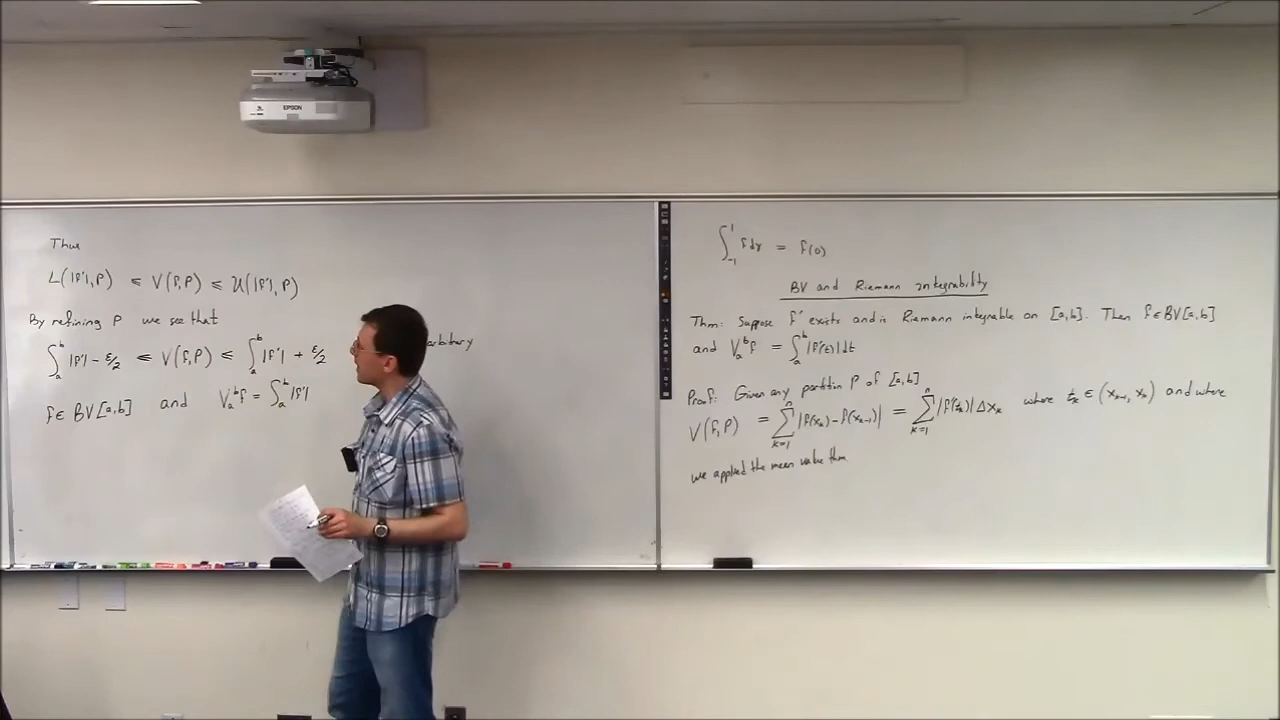 EPSON
Thus
L(|f'|, P) ≤ V(f, P) ≤ U(|f'|, P)
By refining P we see that
∫_a^b |f'| - ε/2 ≤ V(f, P) ≤ ∫_a^b |f'| + ε/2
arbitrary
f ∈ BV[a,b] and V_a^b f = ∫_a^b |f'|
∫_{-1}^1 f dγ = f(0)
BV and Riemann Integrability
Thm: Suppose f' exists and is Riemann integrable on [a,b]. Then f ∈ BV[a,b]
and V_a^b f = ∫_a^b |f'(t)| dt
Proof: Given any partition P of [a,b]
V(f, P) = ∑_{k=1}^n |f(x_k) - f(x_{k-1})| = ∑_{k=1}^n |f'(t_k)| Δx_k where t_k ∈ (x_{k-1}, x_k) and where
we applied the mean value thm